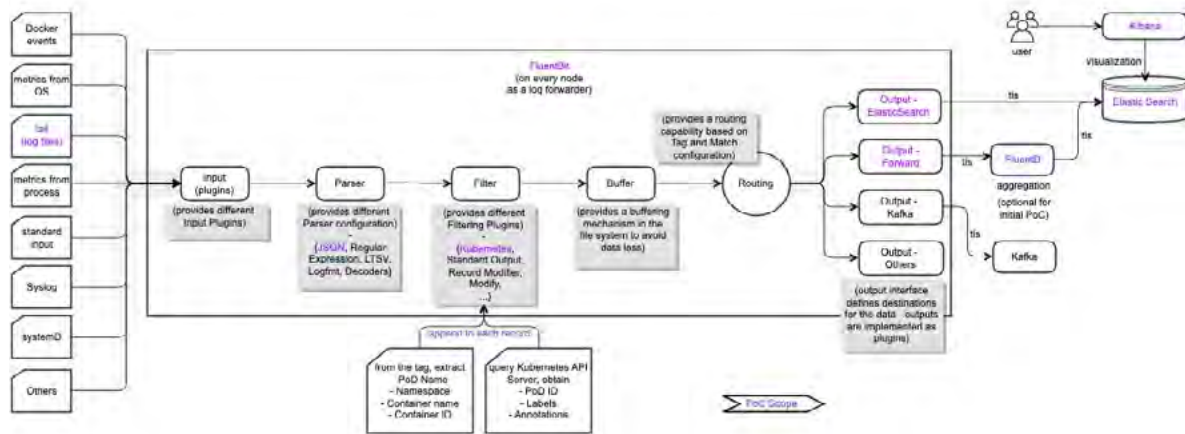 Docker
events
metrics from
OS
tail
(log files)
metrics from
process
standard
input
Syslog
systemD
Others
FluentBit
(on every node
as a log forwarder)
Input
(plugins)
(provides different
Input Plugins)
Parser
(provides different
Parser configuration)
-
(JSON, Regular
Expression, LTSV,
Logfmt, Decoders)
Filter
(provides different
Filtering Plugins)
-
(Kubernetes,
Standard Output,
Record Modifier,
Modify,
...)
append to each record
from the tag, extract
PoD Name
- Namespace
- Container name
- Container ID
query Kubernetes API
Server, obtain
- PoD ID
- Labels
- Annotations
Buffer
(provides a buffering
mechanism in the
file system to avoid
data loss)
(provides a routing
capability based on
Tag and Match
configuration)
Routing
Output -
ElasticSearch
Output -
Forward
Output -
Kafka
Output -
Others
(output interface
defines destinations
for the data - outputs
are implemented as
plugins)
tls
tls
tls
tls
FluentD
aggregation
(optional for
initial PoC)
Kafka
user
Kibana
visualization
Elastic Search
PoC Scope